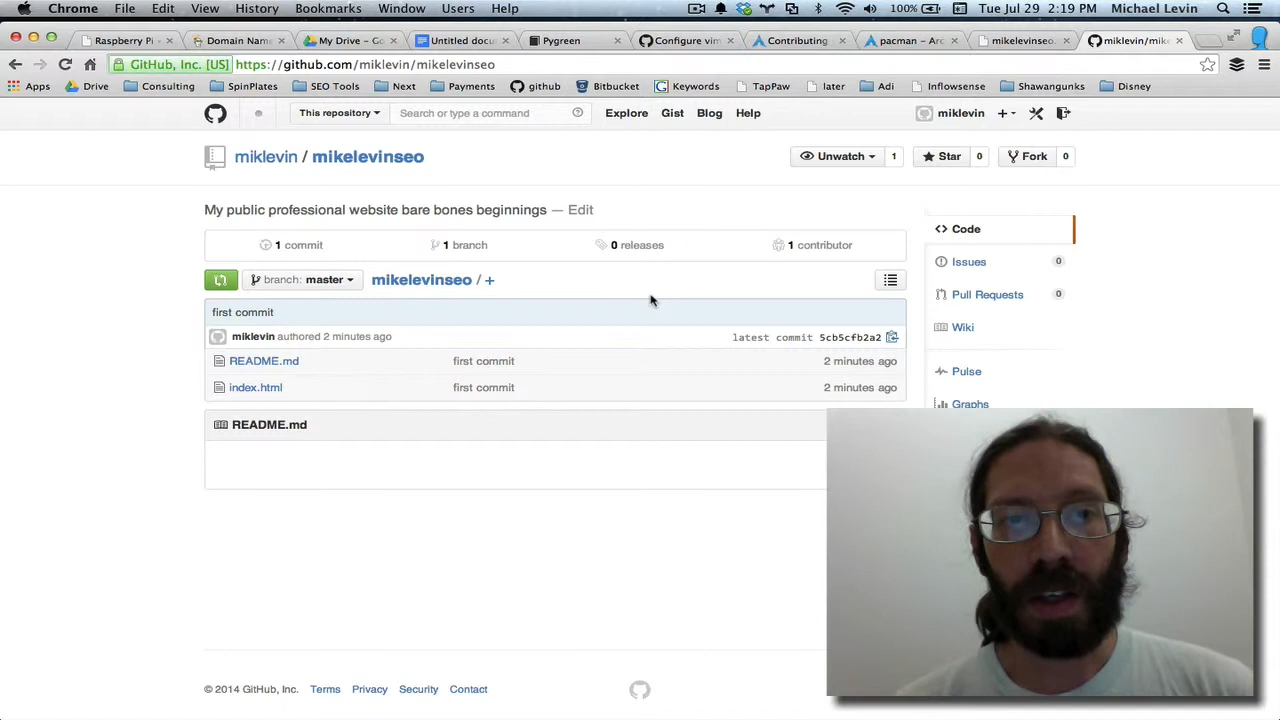 Chrome File Edit View History Bookmarks Window Users Help 100% Tue Jul 29 2:19 PM Michael Levin
Raspberry Pi Domain Nam My Drive – Go Untitled docu Pygreen Configure vim Contributing pacman – Arc mikelevinseo. miklevin/mike
GitHub, Inc. [US] https://github.com/miklevin/mikelevinseo
Apps Drive Consulting SpinPlates SEO Tools Next Payments github Bitbucket Keywords TapPaw later Adi Inflowsense Shawangunks Disney
This repository Search or type a command Explore Gist Blog Help miklevin
miklevin / mikelevinseo Unwatch 1 Star 0 Fork 0
My public professional website bare bones beginnings — Edit
1 commit 1 branch 0 releases 1 contributor
branch: master mikelevinseo / +
first commit
miklevin authored 2 minutes ago latest commit 5cb5cfb2a2
README.md first commit 2 minutes ago
index.html first commit 2 minutes ago
README.md
Code
Issues 0
Pull Requests 0
Wiki
Pulse
Graphs
© 2014 GitHub, Inc. Terms Privacy Security Contact